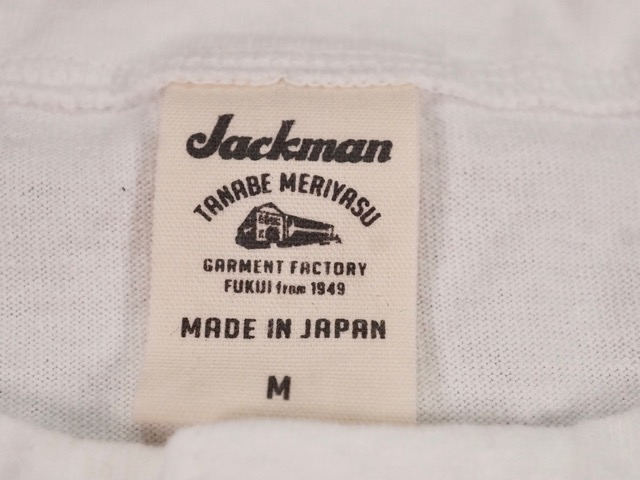 Jackman
TANABE MERIYASU
GARMENT FACTORY
FUKUI from 1949
MADE IN JAPAN
M